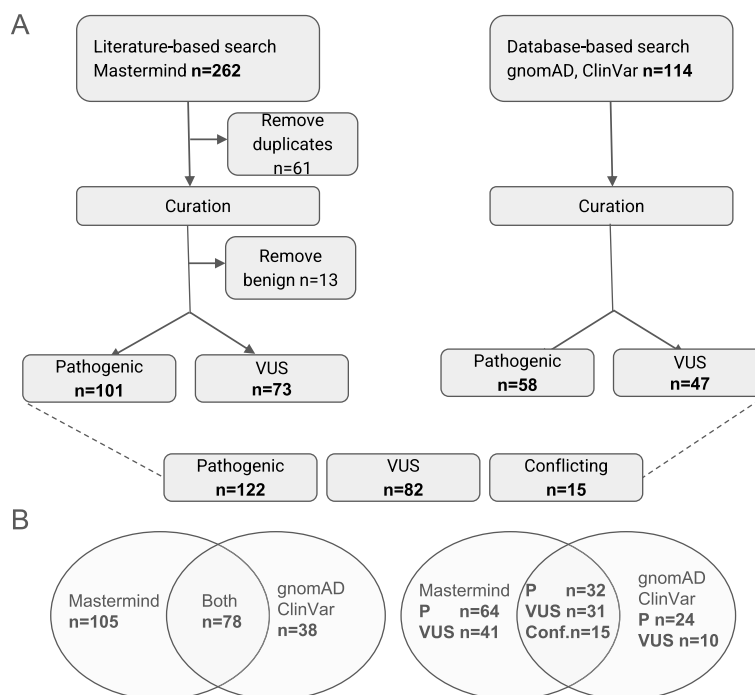 A
Literature-based search
Mastermind n=262
Database-based search
gnomAD, ClinVar n=114
Remove
duplicates
n=61
Curation
Curation
Remove
benign n=13
Pathogenic
n=101
VUS
n=73
Pathogenic
n=58
VUS
n=47
Pathogenic
n=122
VUS
n=82
Conflicting
n=15
B
Mastermind
n=105
Both
n=78
gnomAD
ClinVar
n=38
Mastermind
P n=64
VUS n=41
P n=32
VUS n=31
Conf.n=15
gnomAD
ClinVar
P n=24
VUS n=10